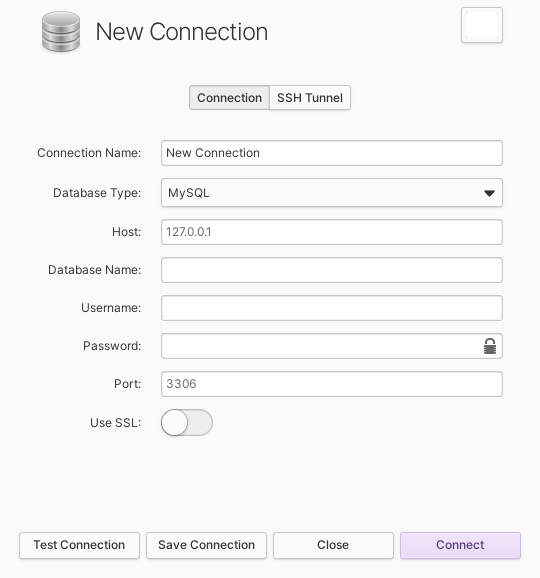 New Connection
Connection SSH Tunnel
Connection Name: New Connection
Database Type: MySQL
Host: 127.0.0.1
Database Name:
Username:
Password:
Port: 3306
Use SSL:
Test Connection Save Connection Close Connect